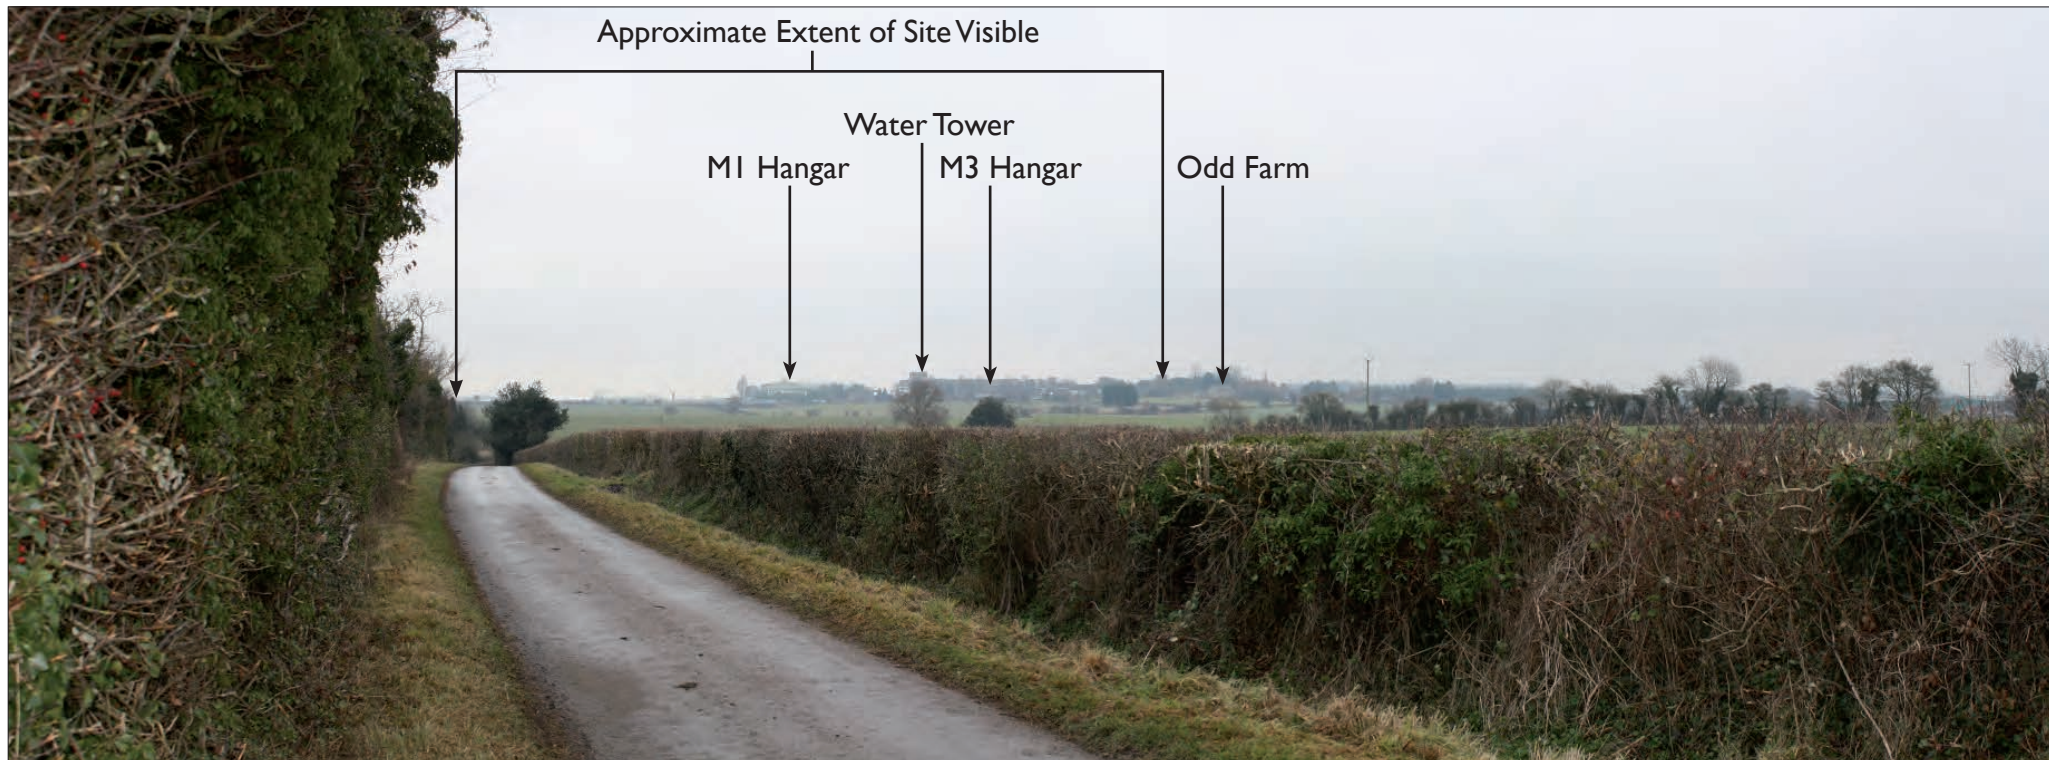 Approximate Extent of Site Visible
Water Tower
M1 Hangar
M3 Hangar
Odd Farm